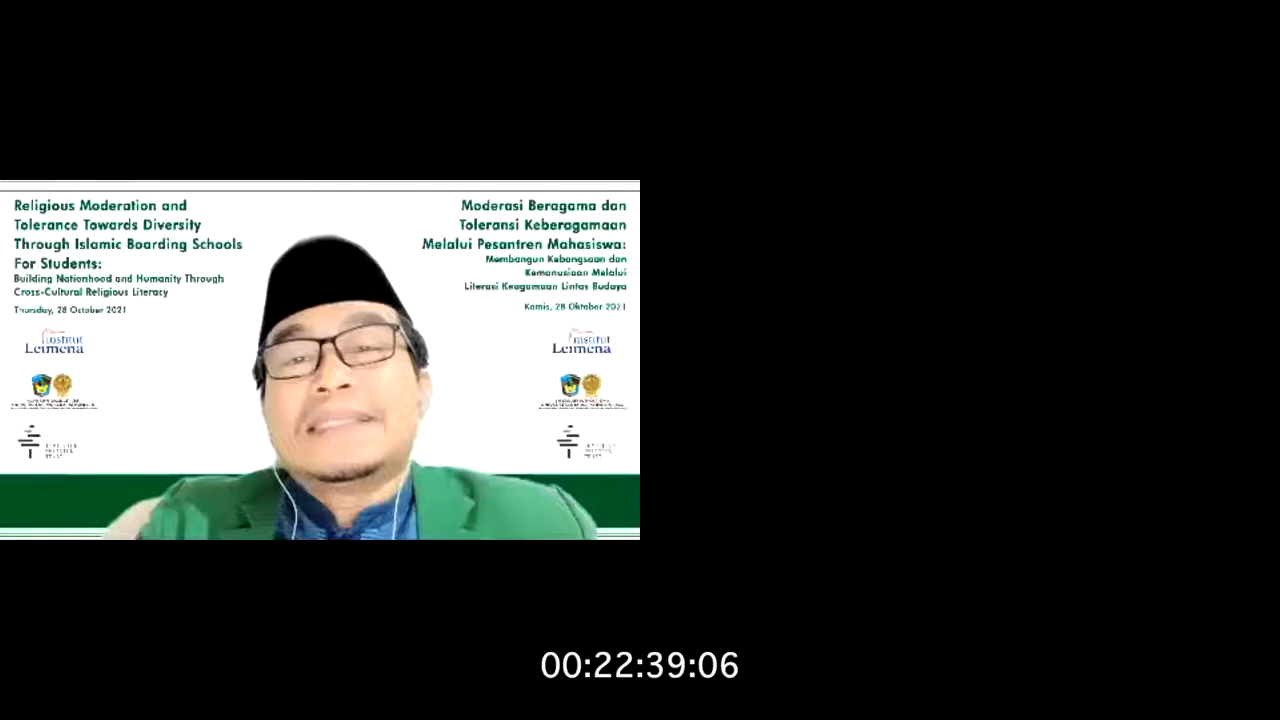 Religious Moderation and
Tolerance Towards Diversity
Through Islamic Boarding Schools
For Students:
Building Nationhood and Humanity Through
Cross-Cultural Religious Literacy
Thursday, 28 October 2021
Institut
Leimena
Moderasi Beragama dan
Toleransi Keberagamaan
Melalui Pesantren Mahasiswa:
Membangun Kebangsaan dan
Kemanusiaan Melalui
Literasi Keagamaan Lintas Budaya
Kamis, 28 Oktober 2021
Institut
Leimena
00:22:39:06